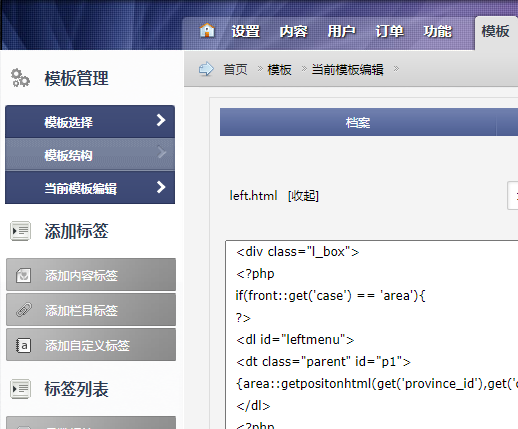 设置 内容 用户 订单 功能 模板
首页 模板 当前模板编辑
模板管理
模板选择
模板结构
当前模板编辑
添加标签
添加内容标签
添加栏目标签
添加自定义标签
标签列表
档案
left.html [收起]
<div class="l_box">
<?php
if(front::get('case') == 'area'){
?>
<dl id="leftmenu">
<dt class="parent" id="p1">
{area::getpositonhtml(get('province_id'),get('
</dl>
<?php